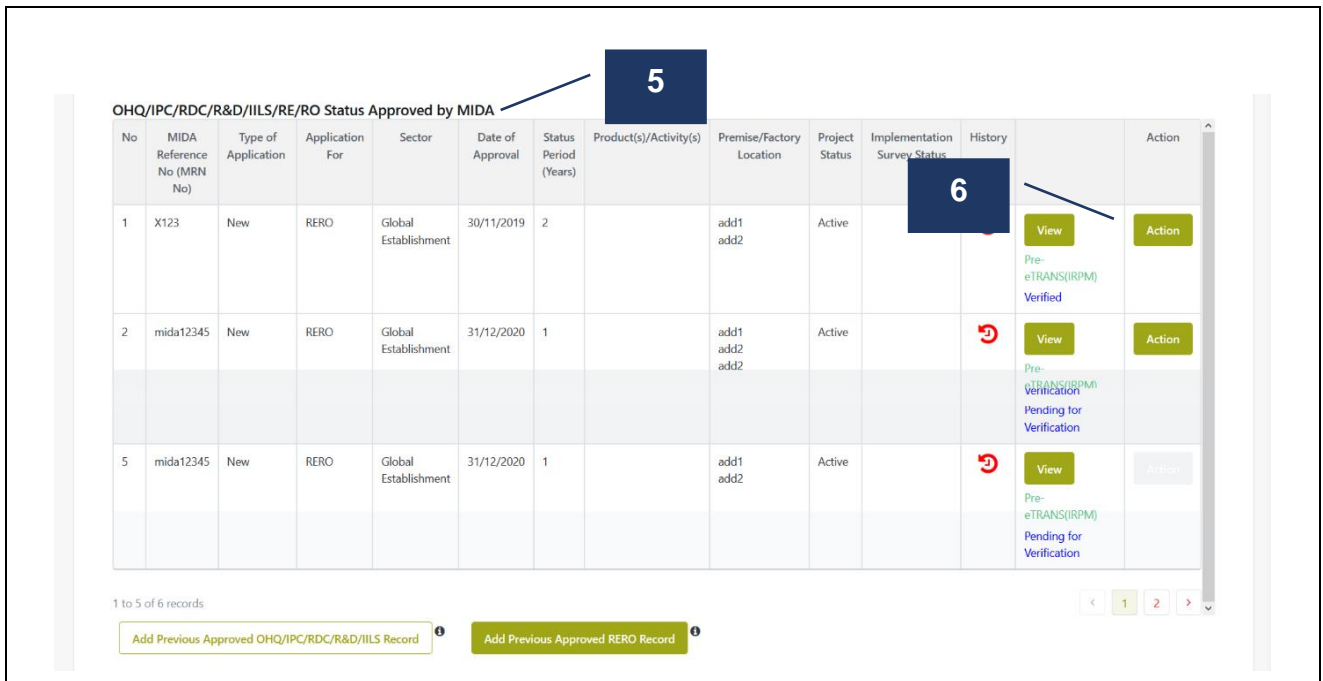 5
OHQ/IPC/RDC/R&D/IILS/RE/RO Status Approved by MIDA
No MIDA Reference No (MRN No) Type of Application Application For Sector Date of Approval Status Period (Years) Product(s)/Activity(s) Premise/Factory Location Project Status Implementation Survey Status History Action
6
1 X123 New RERO Global Establishment 30/11/2019 2 add1 add2 Active View Action
Pre-eTRANS(IRPM)
Verified
2 mida12345 New RERO Global Establishment 31/12/2020 1 add1 add2 add2 Active View Action
Pre-eTRANS(IRPM)
Verification
Pending for Verification
5 mida12345 New RERO Global Establishment 31/12/2020 1 add1 add2 Active View Action
Pre-eTRANS(IRPM)
Pending for Verification
1 to 5 of 6 records
< 1 2 >
Add Previous Approved OHQ/IPC/RDC/R&D/IILS Record
Add Previous Approved RERO Record